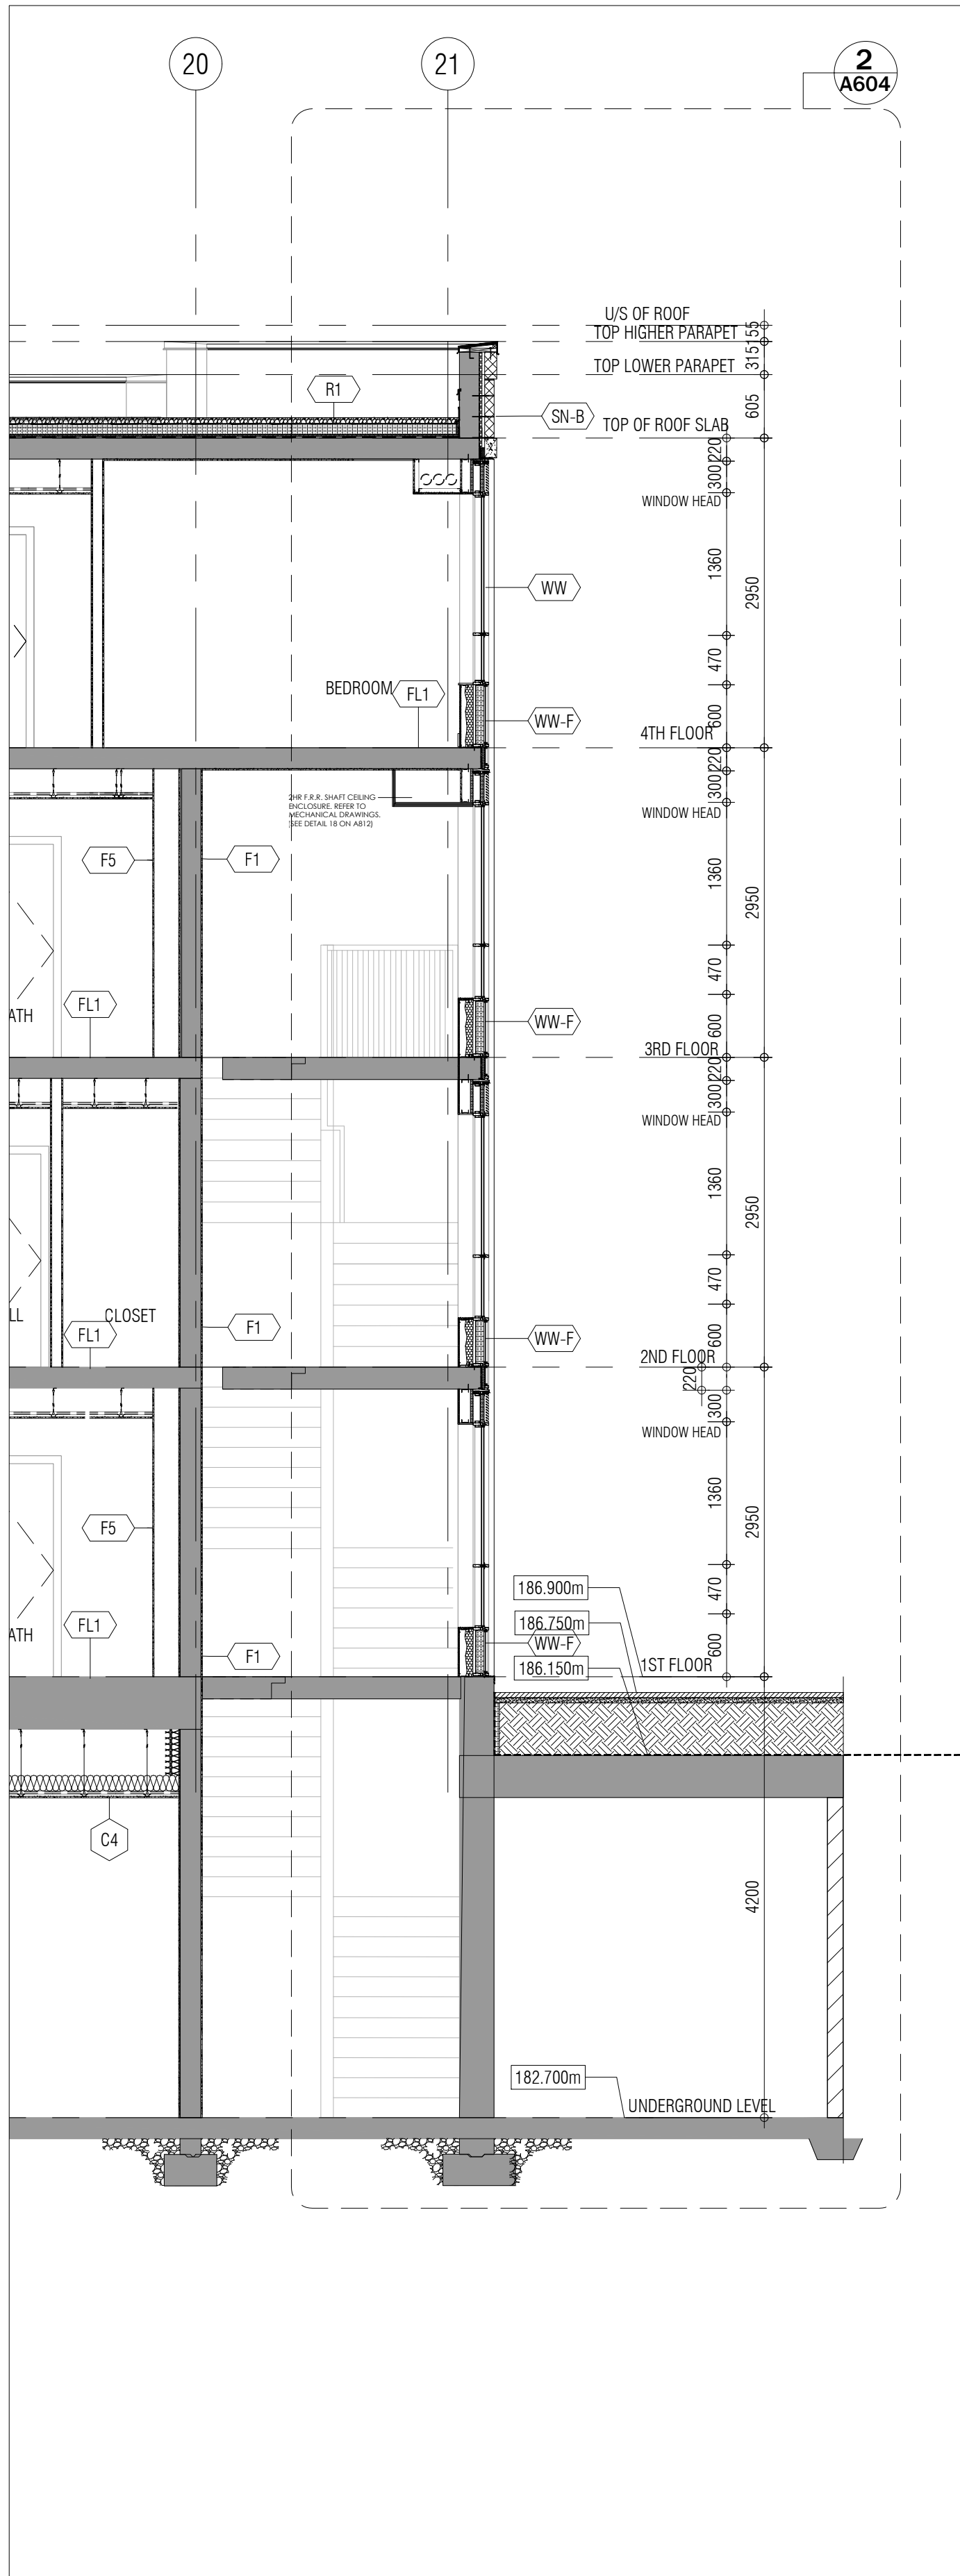 20
21
2
A604
U/S OF ROOF
155
TOP HIGHER PARAPET
315
TOP LOWER PARAPET
R1
605
SN-B
TOP OF ROOF SLAB
220
300
WINDOW HEAD
1360
WW
2950
470
BEDROOM
FL1
600
WW-F
4TH FLOOR
220
300
2HR F.R.R. SHAFT CEILING
ENCLOSURE. REFER TO
MECHANICAL DRAWINGS.
(SEE DETAIL 18 ON A812)
WINDOW HEAD
F5
F1
1360
2950
470
FL1
ATH
WW-F
600
3RD FLOOR
220
300
WINDOW HEAD
1360
2950
470
LL
CLOSET
FL1
F1
WW-F
600
2ND FLOOR
220
300
WINDOW HEAD
1360
2950
F5
470
186.900m
FL1
186.750m
ATH
WW-F
600
F1
186.150m
1ST FLOOR
C4
4200
182.700m
UNDERGROUND LEVEL